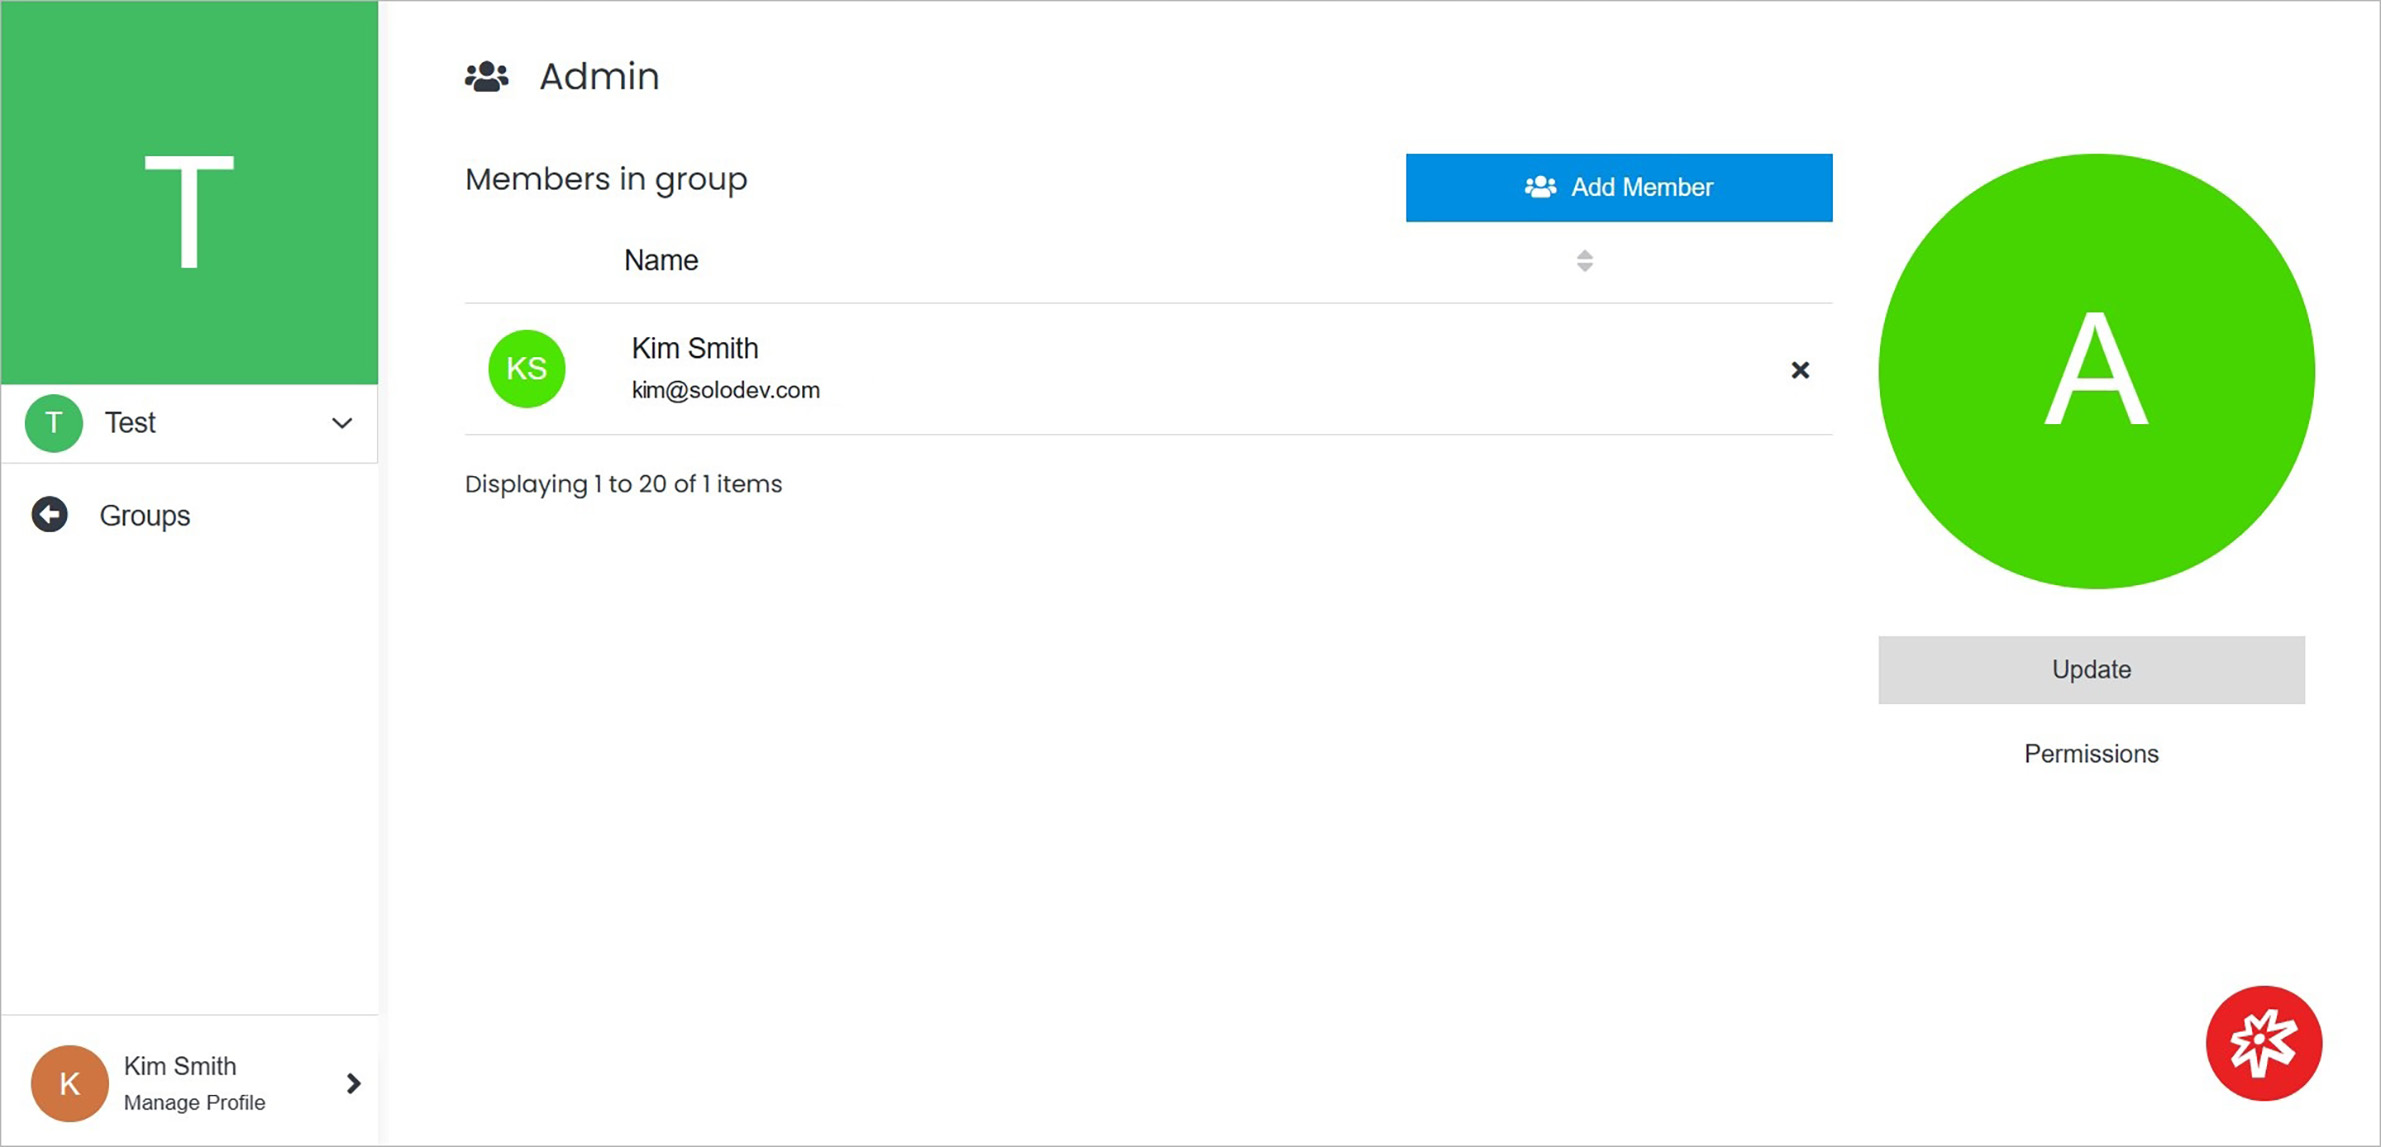 T
T Test
Groups
K Kim Smith
Manage Profile
Admin
Members in group
Add Member
Name
KS Kim Smith
kim@solodev.com
Displaying 1 to 20 of 1 items
A
Update
Permissions